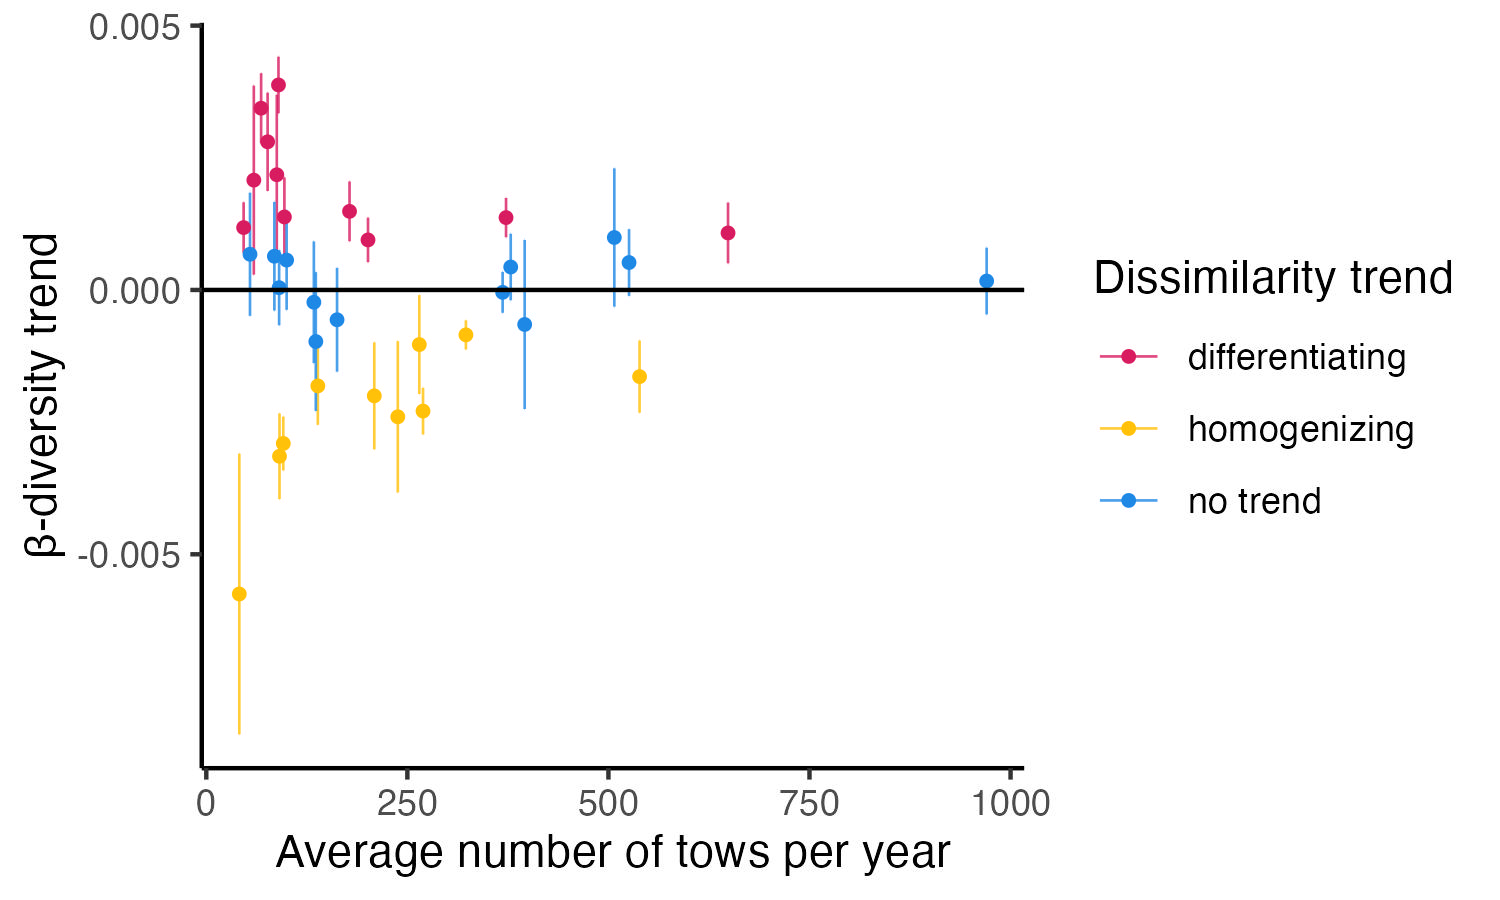 0.005
0.000
-0.005
β-diversity trend
0
250
500
750
1000
Average number of tows per year
Dissimilarity trend
differentiating
homogenizing
no trend